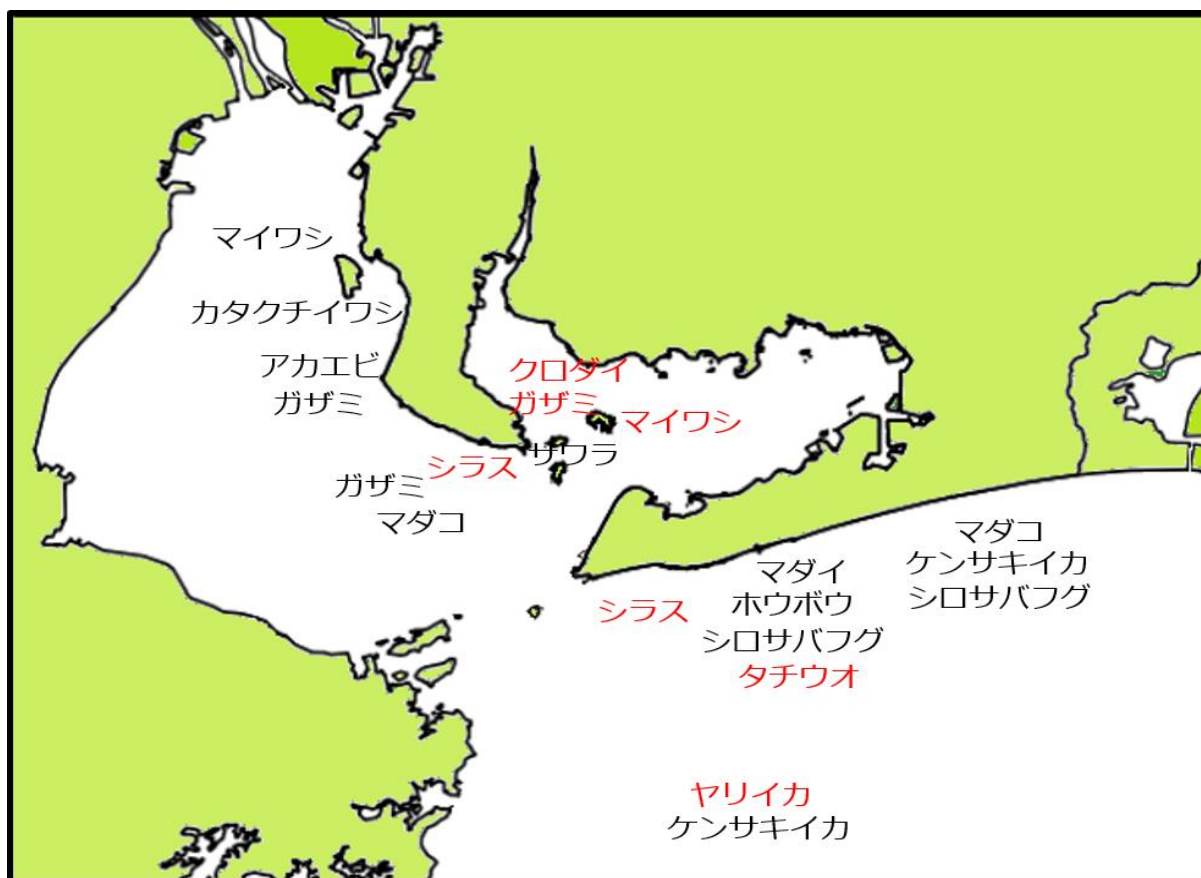 マイワシ
カタクチイワシ
アカエビ
ガザミ
クロダイ
ガザミ
マイワシ
サワラ
シラス
ガザミ
マダコ
マダコ
ケンサキイカ
シロサバフグ
マダイ
ホウボウ
シロサバフグ
タチウオ
シラス
ヤリイカ
ケンサキイカ